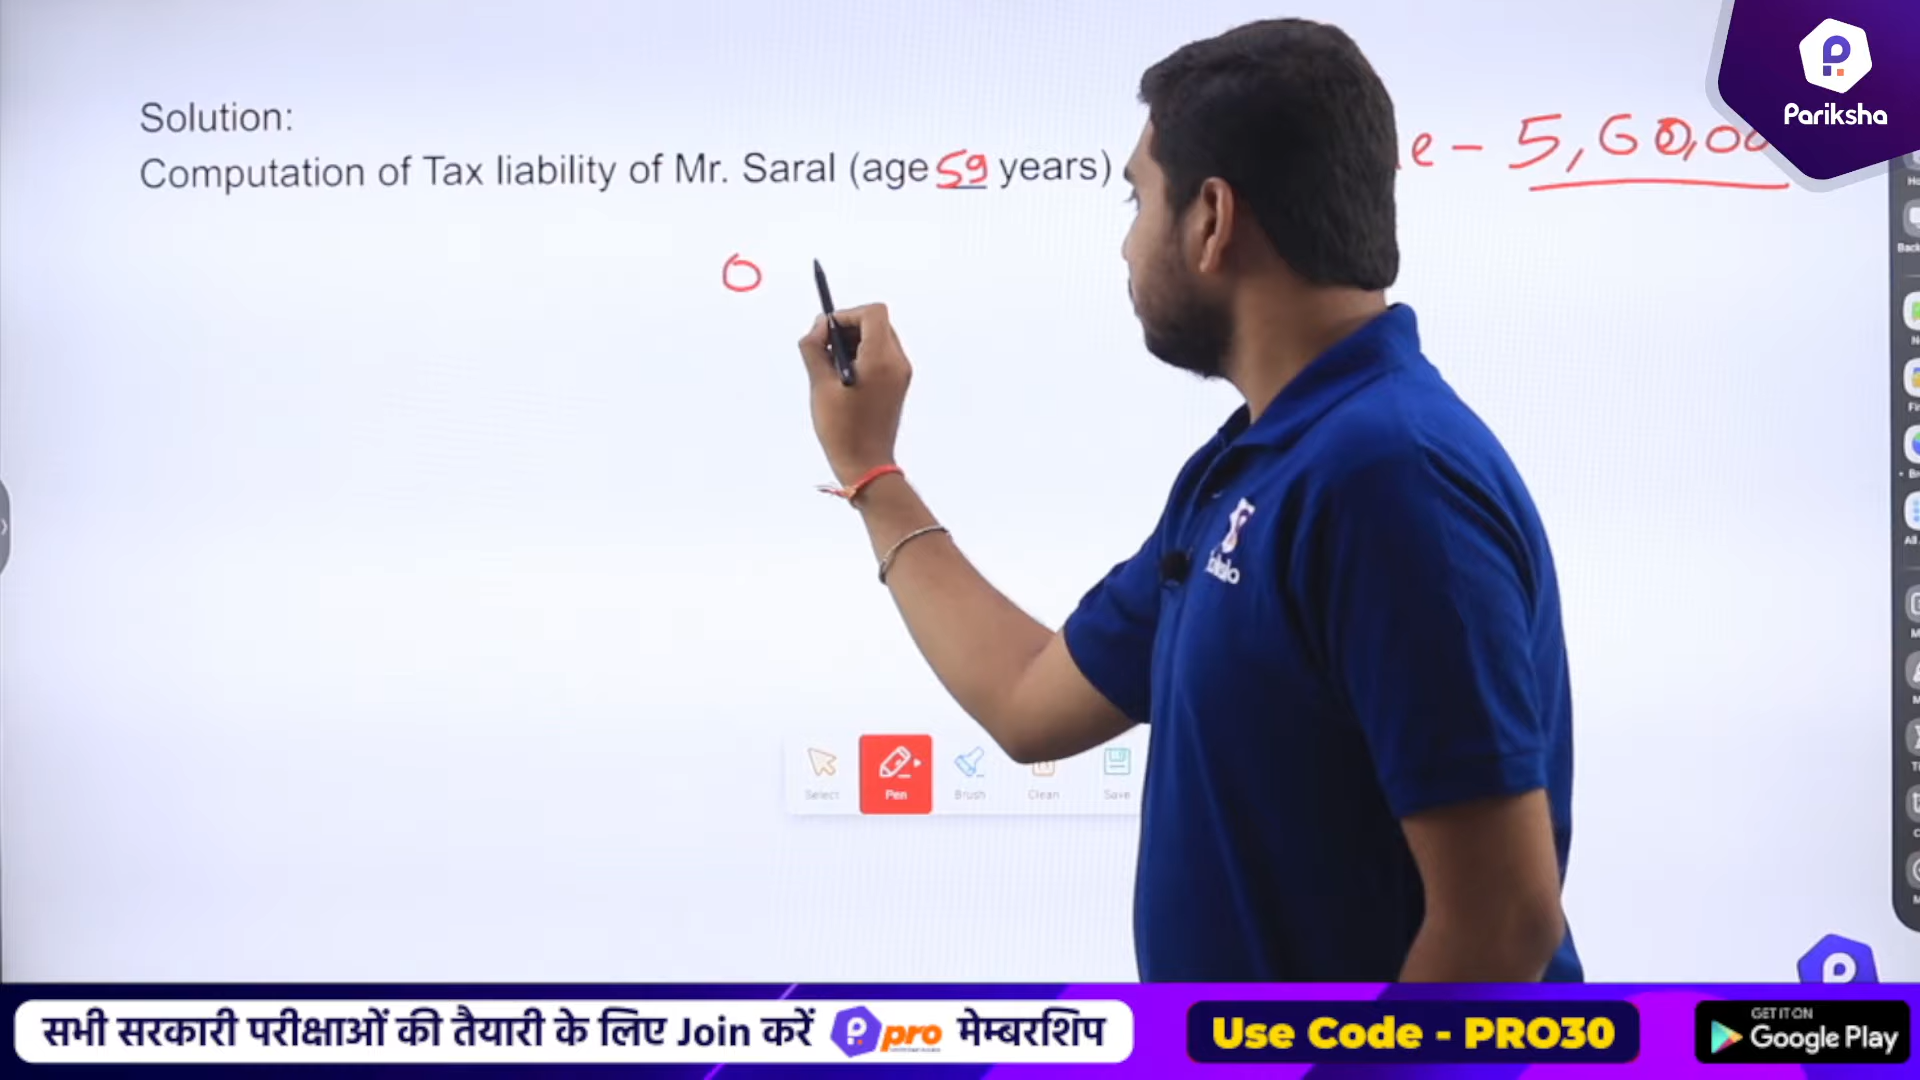 Pariksha
Solution:
Computation of Tax liability of Mr. Saral (age 59 years)
e - 5,60,00
0
Select
Pen
Brush
Clean
Save
सभी सरकारी परीक्षाओं की तैयारी के लिए Join करें pro मेम्बरशिप
Use Code - PRO30
GET IT ON
Google Play